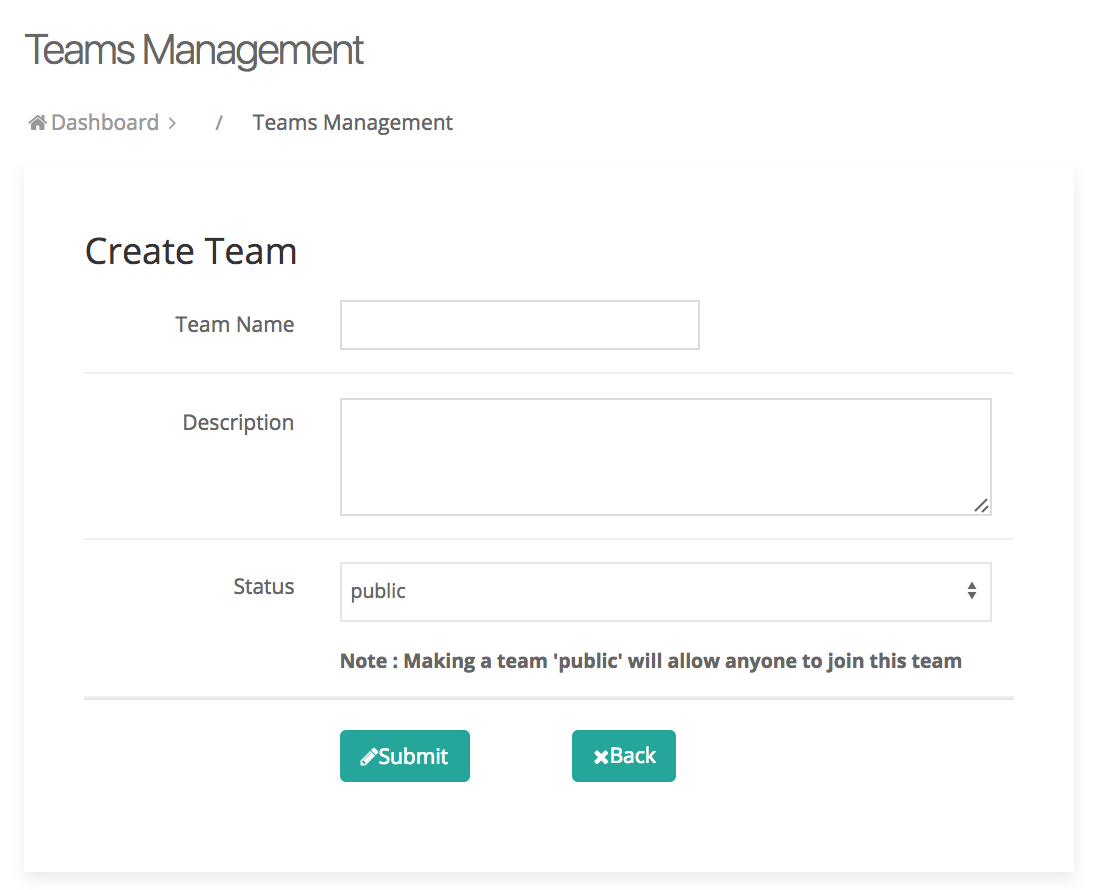 Teams Management
Dashboard > / Teams Management
Create Team
Team Name
Description
Status
public
Note : Making a team 'public' will allow anyone to join this team
Submit Back